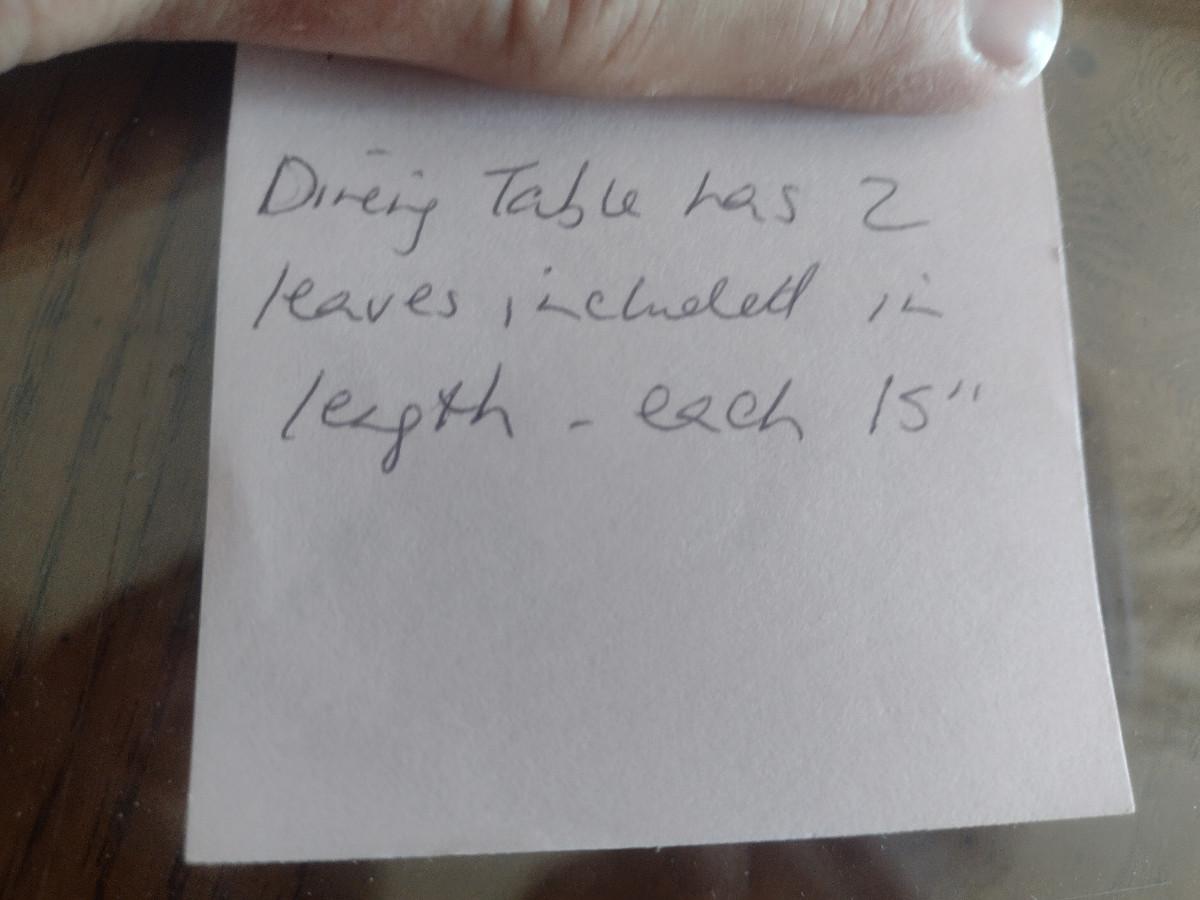 Dining Table has 2
leaves included in
length - each 15"